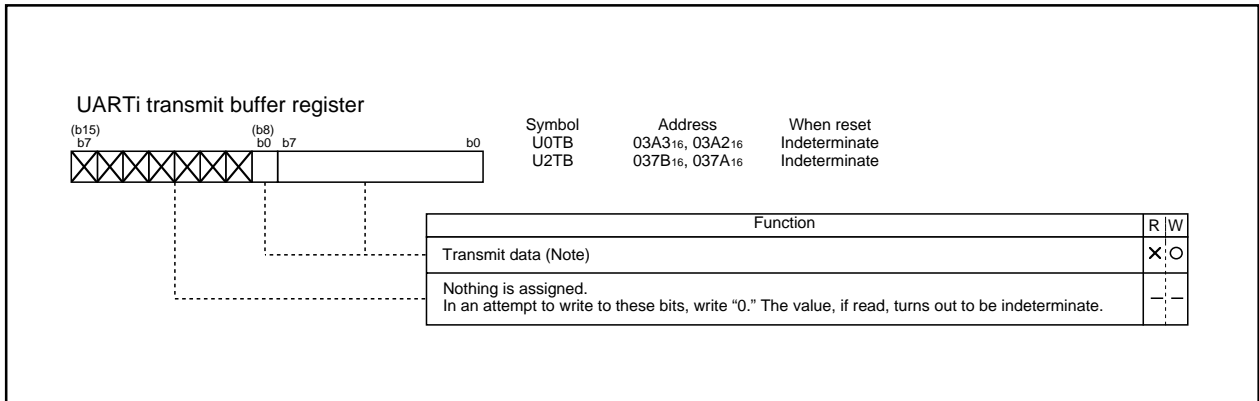 UARTi transmit buffer register
(b15) (b8)
b7 b0 b7 b0
Symbol Address When reset
U0TB 03A3₁₆, 03A2₁₆ Indeterminate
U2TB 037B₁₆, 037A₁₆ Indeterminate
Function R W
Transmit data (Note) × ○
Nothing is assigned.
In an attempt to write to these bits, write “0.” The value, if read, turns out to be indeterminate. – –